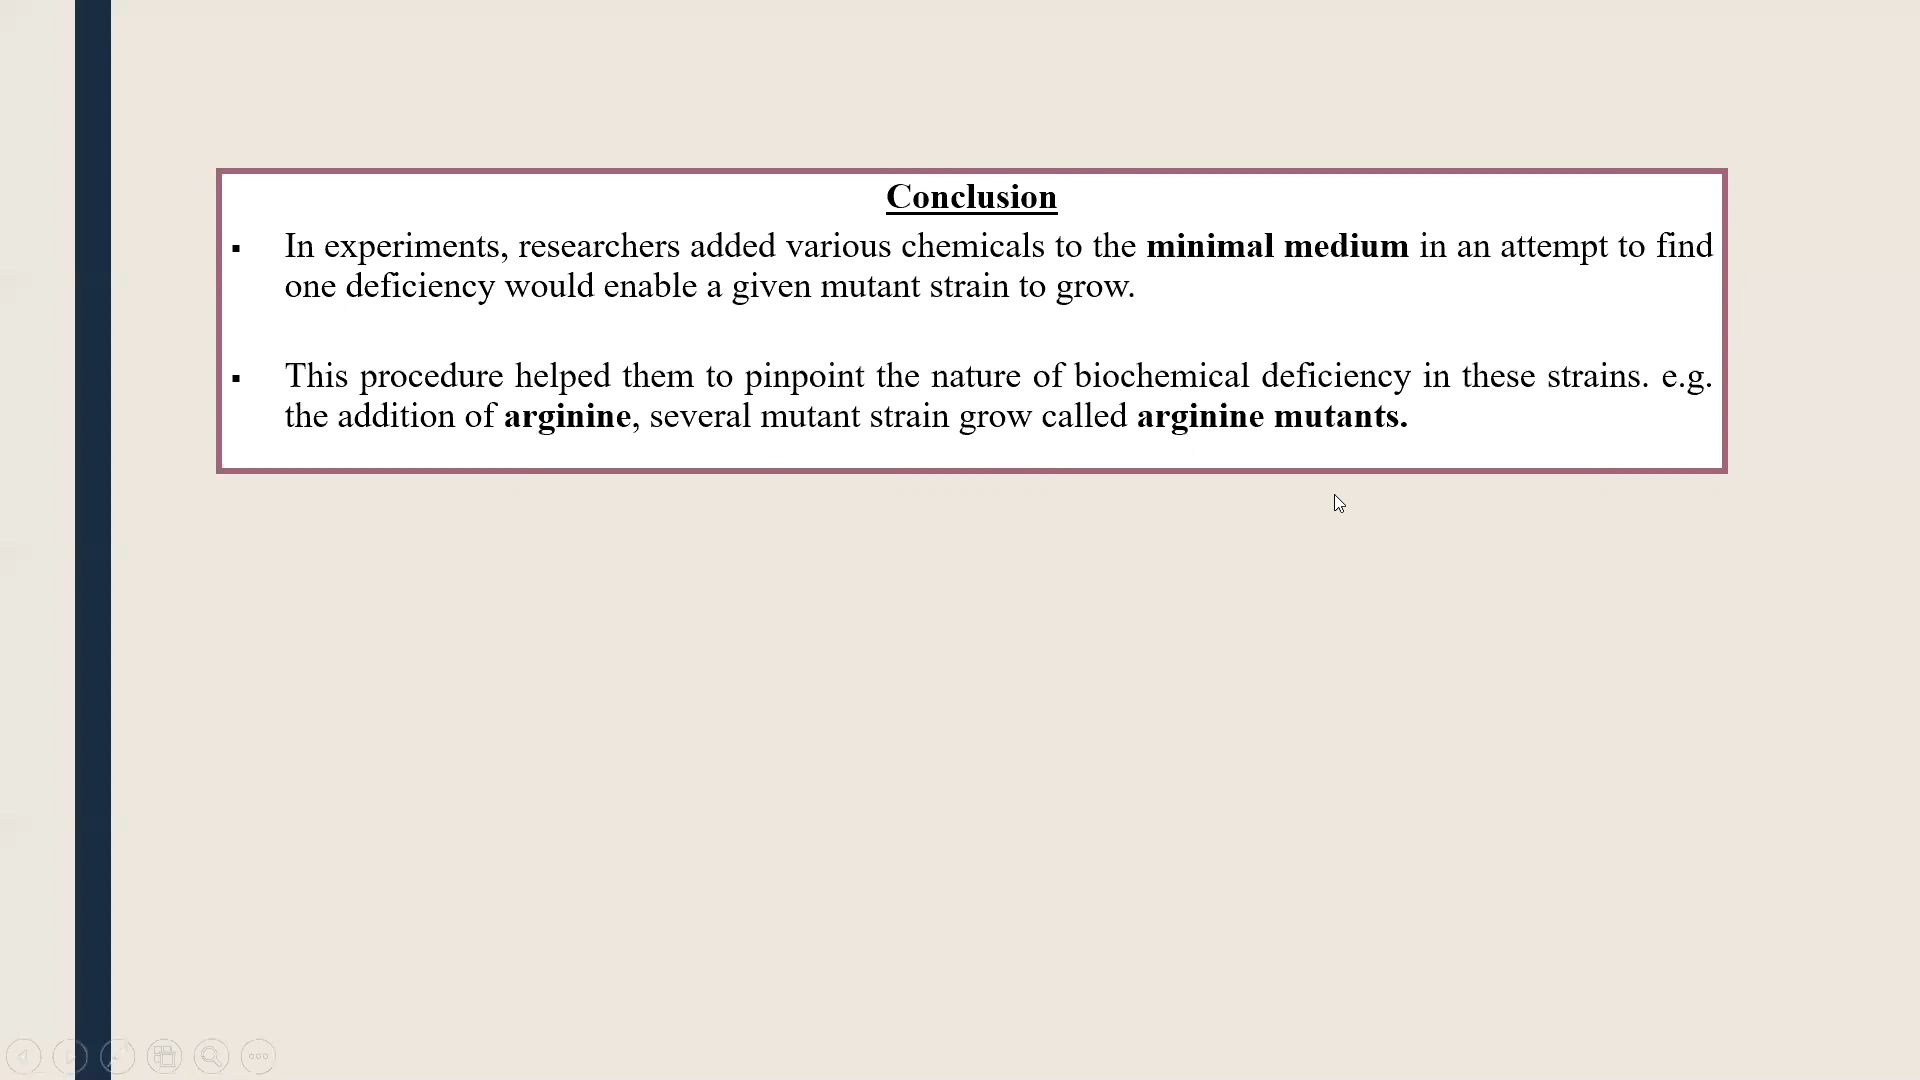 Conclusion
▪ In experiments, researchers added various chemicals to the minimal medium in an attempt to find
one deficiency would enable a given mutant strain to grow.
▪ This procedure helped them to pinpoint the nature of biochemical deficiency in these strains. e.g.
the addition of arginine, several mutant strain grow called arginine mutants.